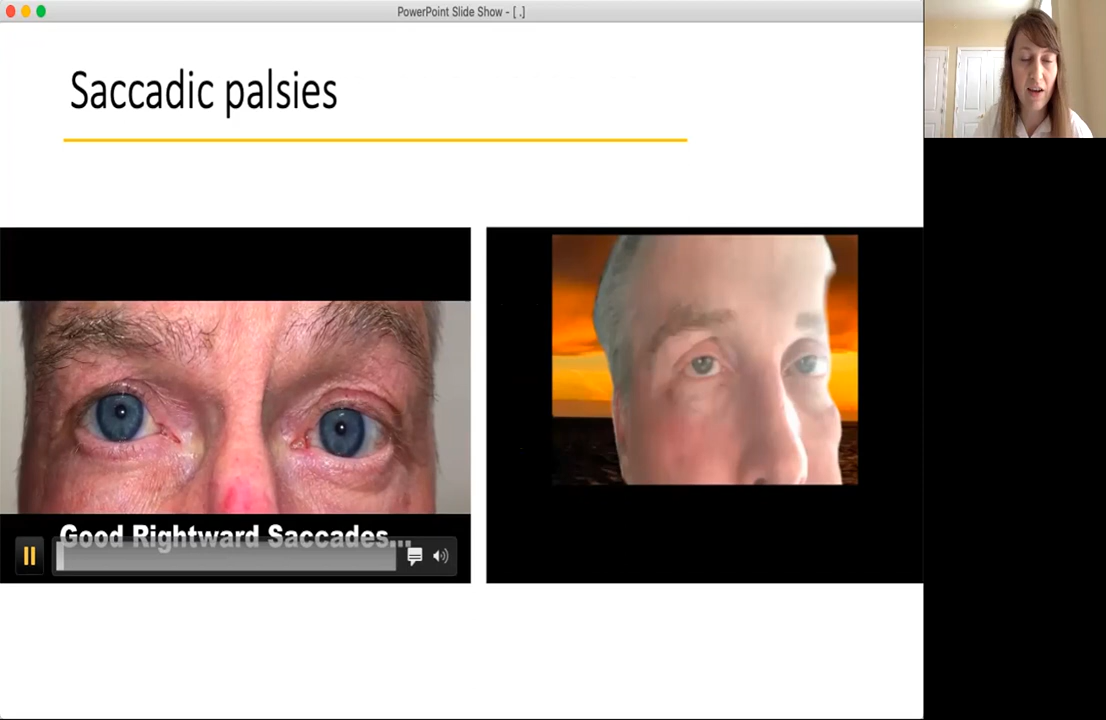 PowerPoint Slide Show - [ .]
Saccadic palsies
Good Rightward Saccades...